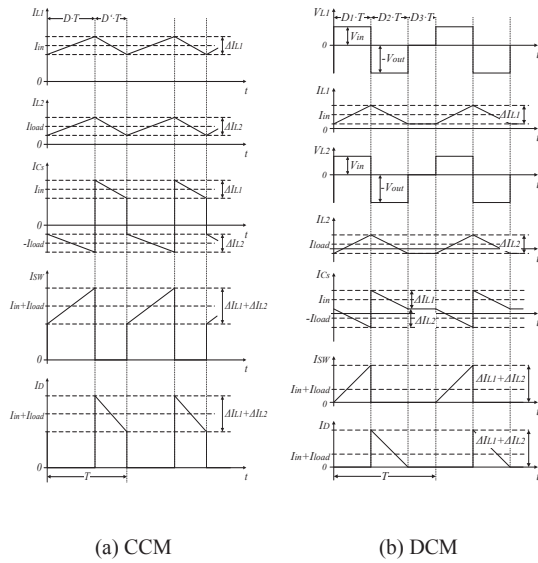 IL1
D·T
D'·T
Iin
ΔIL1
0
t
IL2
Iload
ΔIL2
0
t
ICs
Iin
ΔIL1
0
t
-Iload
ΔIL2
ISW
Iin+Iload
ΔIL1+ΔIL2
0
t
ID
Iin+Iload
ΔIL1+ΔIL2
0
t
T
(a) CCM
VL1
D1·T
D2·T
D3·T
Vin
0
-Vout
t
IL1
Iin
ΔIL1
t
VL2
Vin
0
-Vout
t
IL2
Iload
ΔIL2
t
ICs
Iin
ΔIL1
t
-Iload
ΔIL2
ISW
Iin+Iload
ΔIL1+ΔIL2
0
t
ID
Iin+Iload
ΔIL1+ΔIL2
0
t
T
(b) DCM